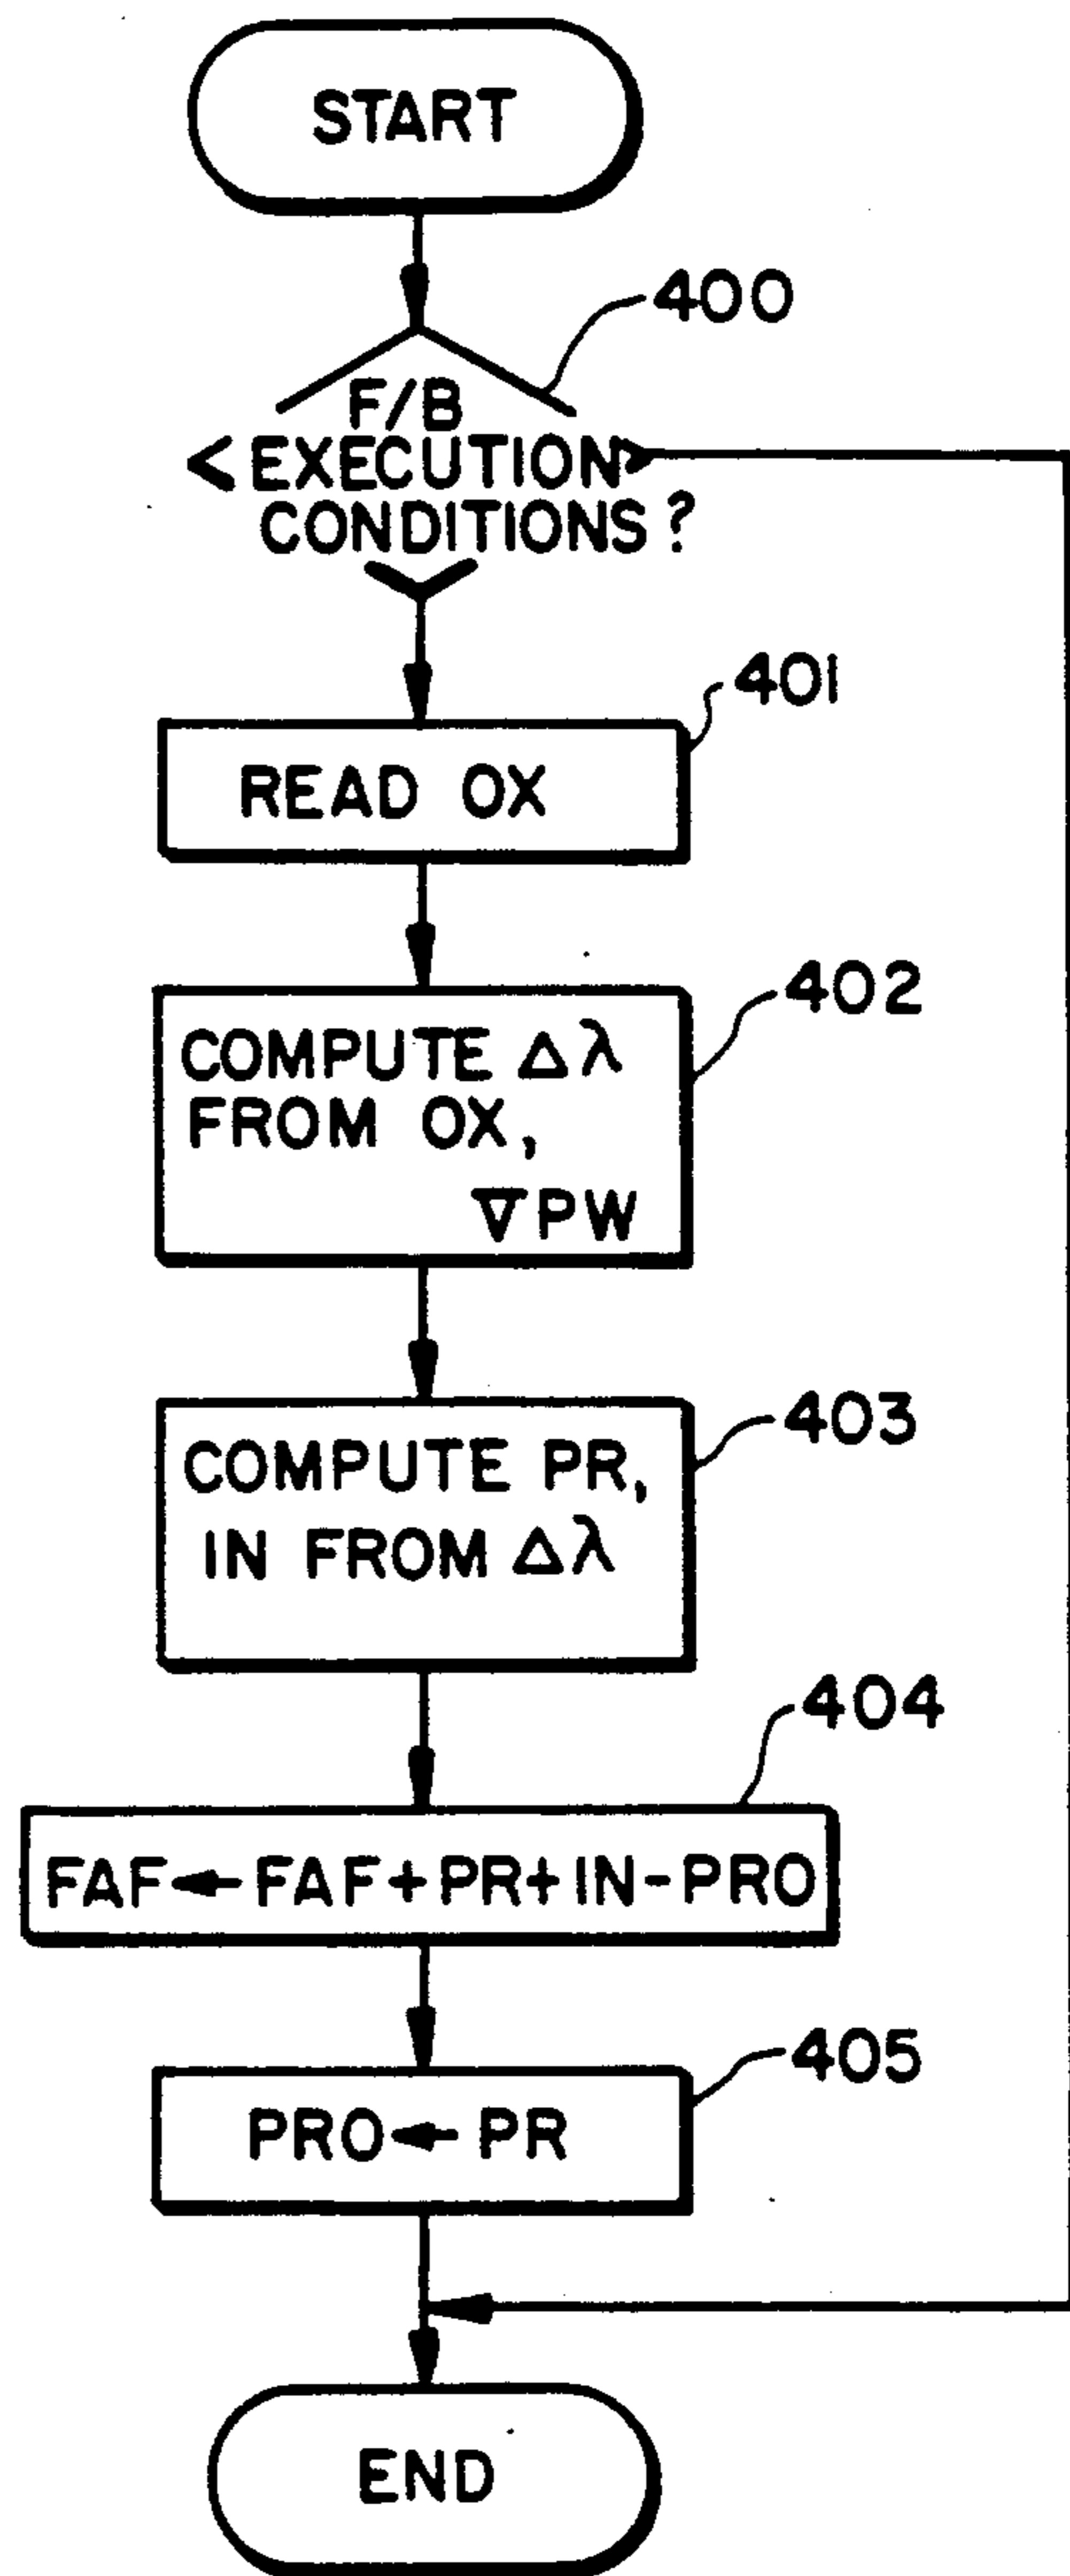 START
400
F/B
EXECUTION
CONDITIONS?
401
READ OX
402
COMPUTE Δλ
FROM OX,
∇PW
403
COMPUTE PR,
IN FROM Δλ
404
FAF←FAF+PR+IN-PRO
405
PRO←PR
END